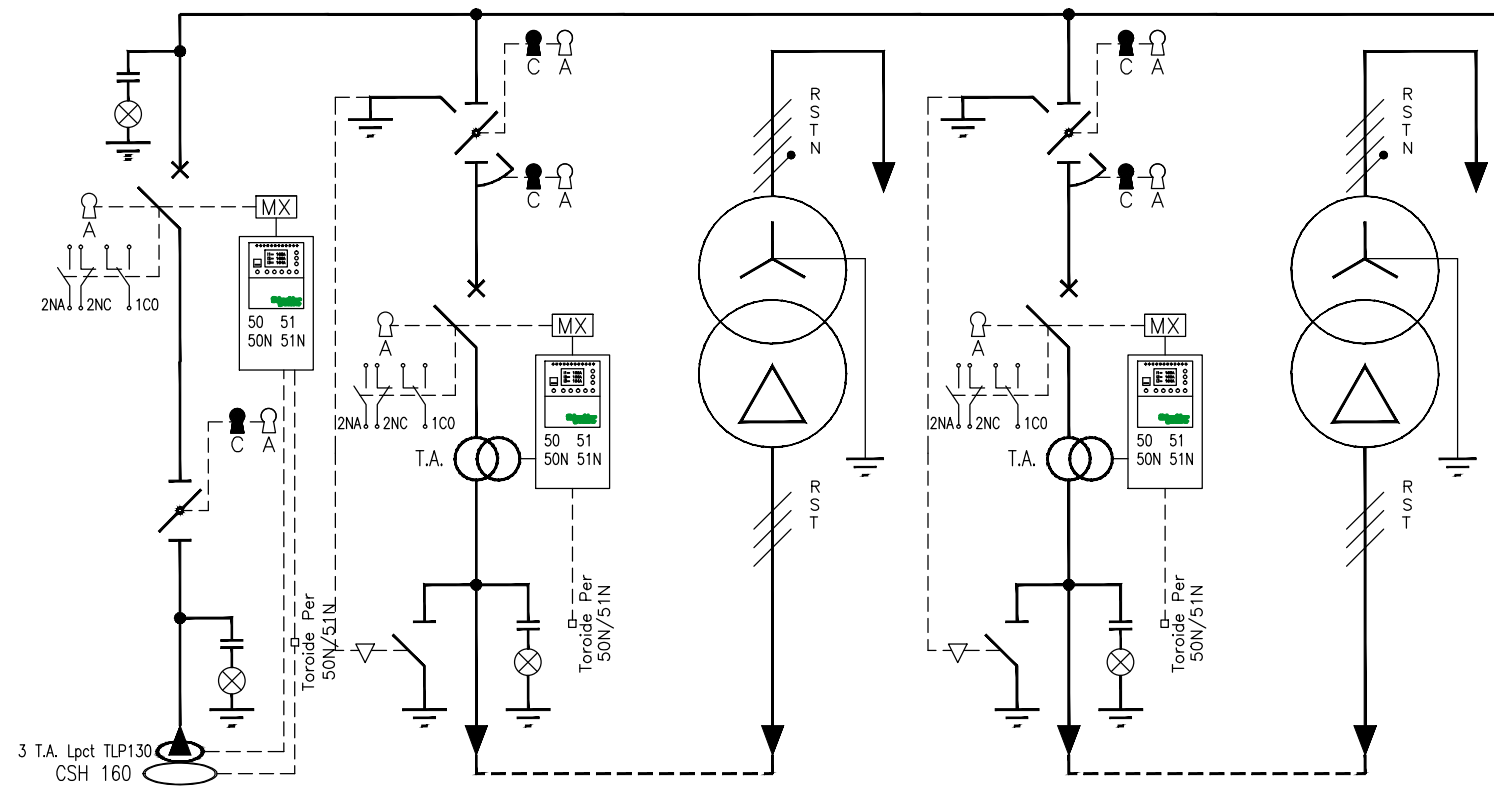 C A
C A
R
S
T
N
C A
C A
R
S
T
N
A
MX
2NA 2NC 1CO
50 51
50N 51N
A
MX
2NA 2NC 1CO
T.A.
50 51
50N 51N
A
MX
2NA 2NC 1CO
T.A.
50 51
50N 51N
C A
R
S
T
R
S
T
Toroide Per
50N/51N
Toroide Per
50N/51N
Toroide Per
50N/51N
3 T.A. Lpct TLP130
CSH 160